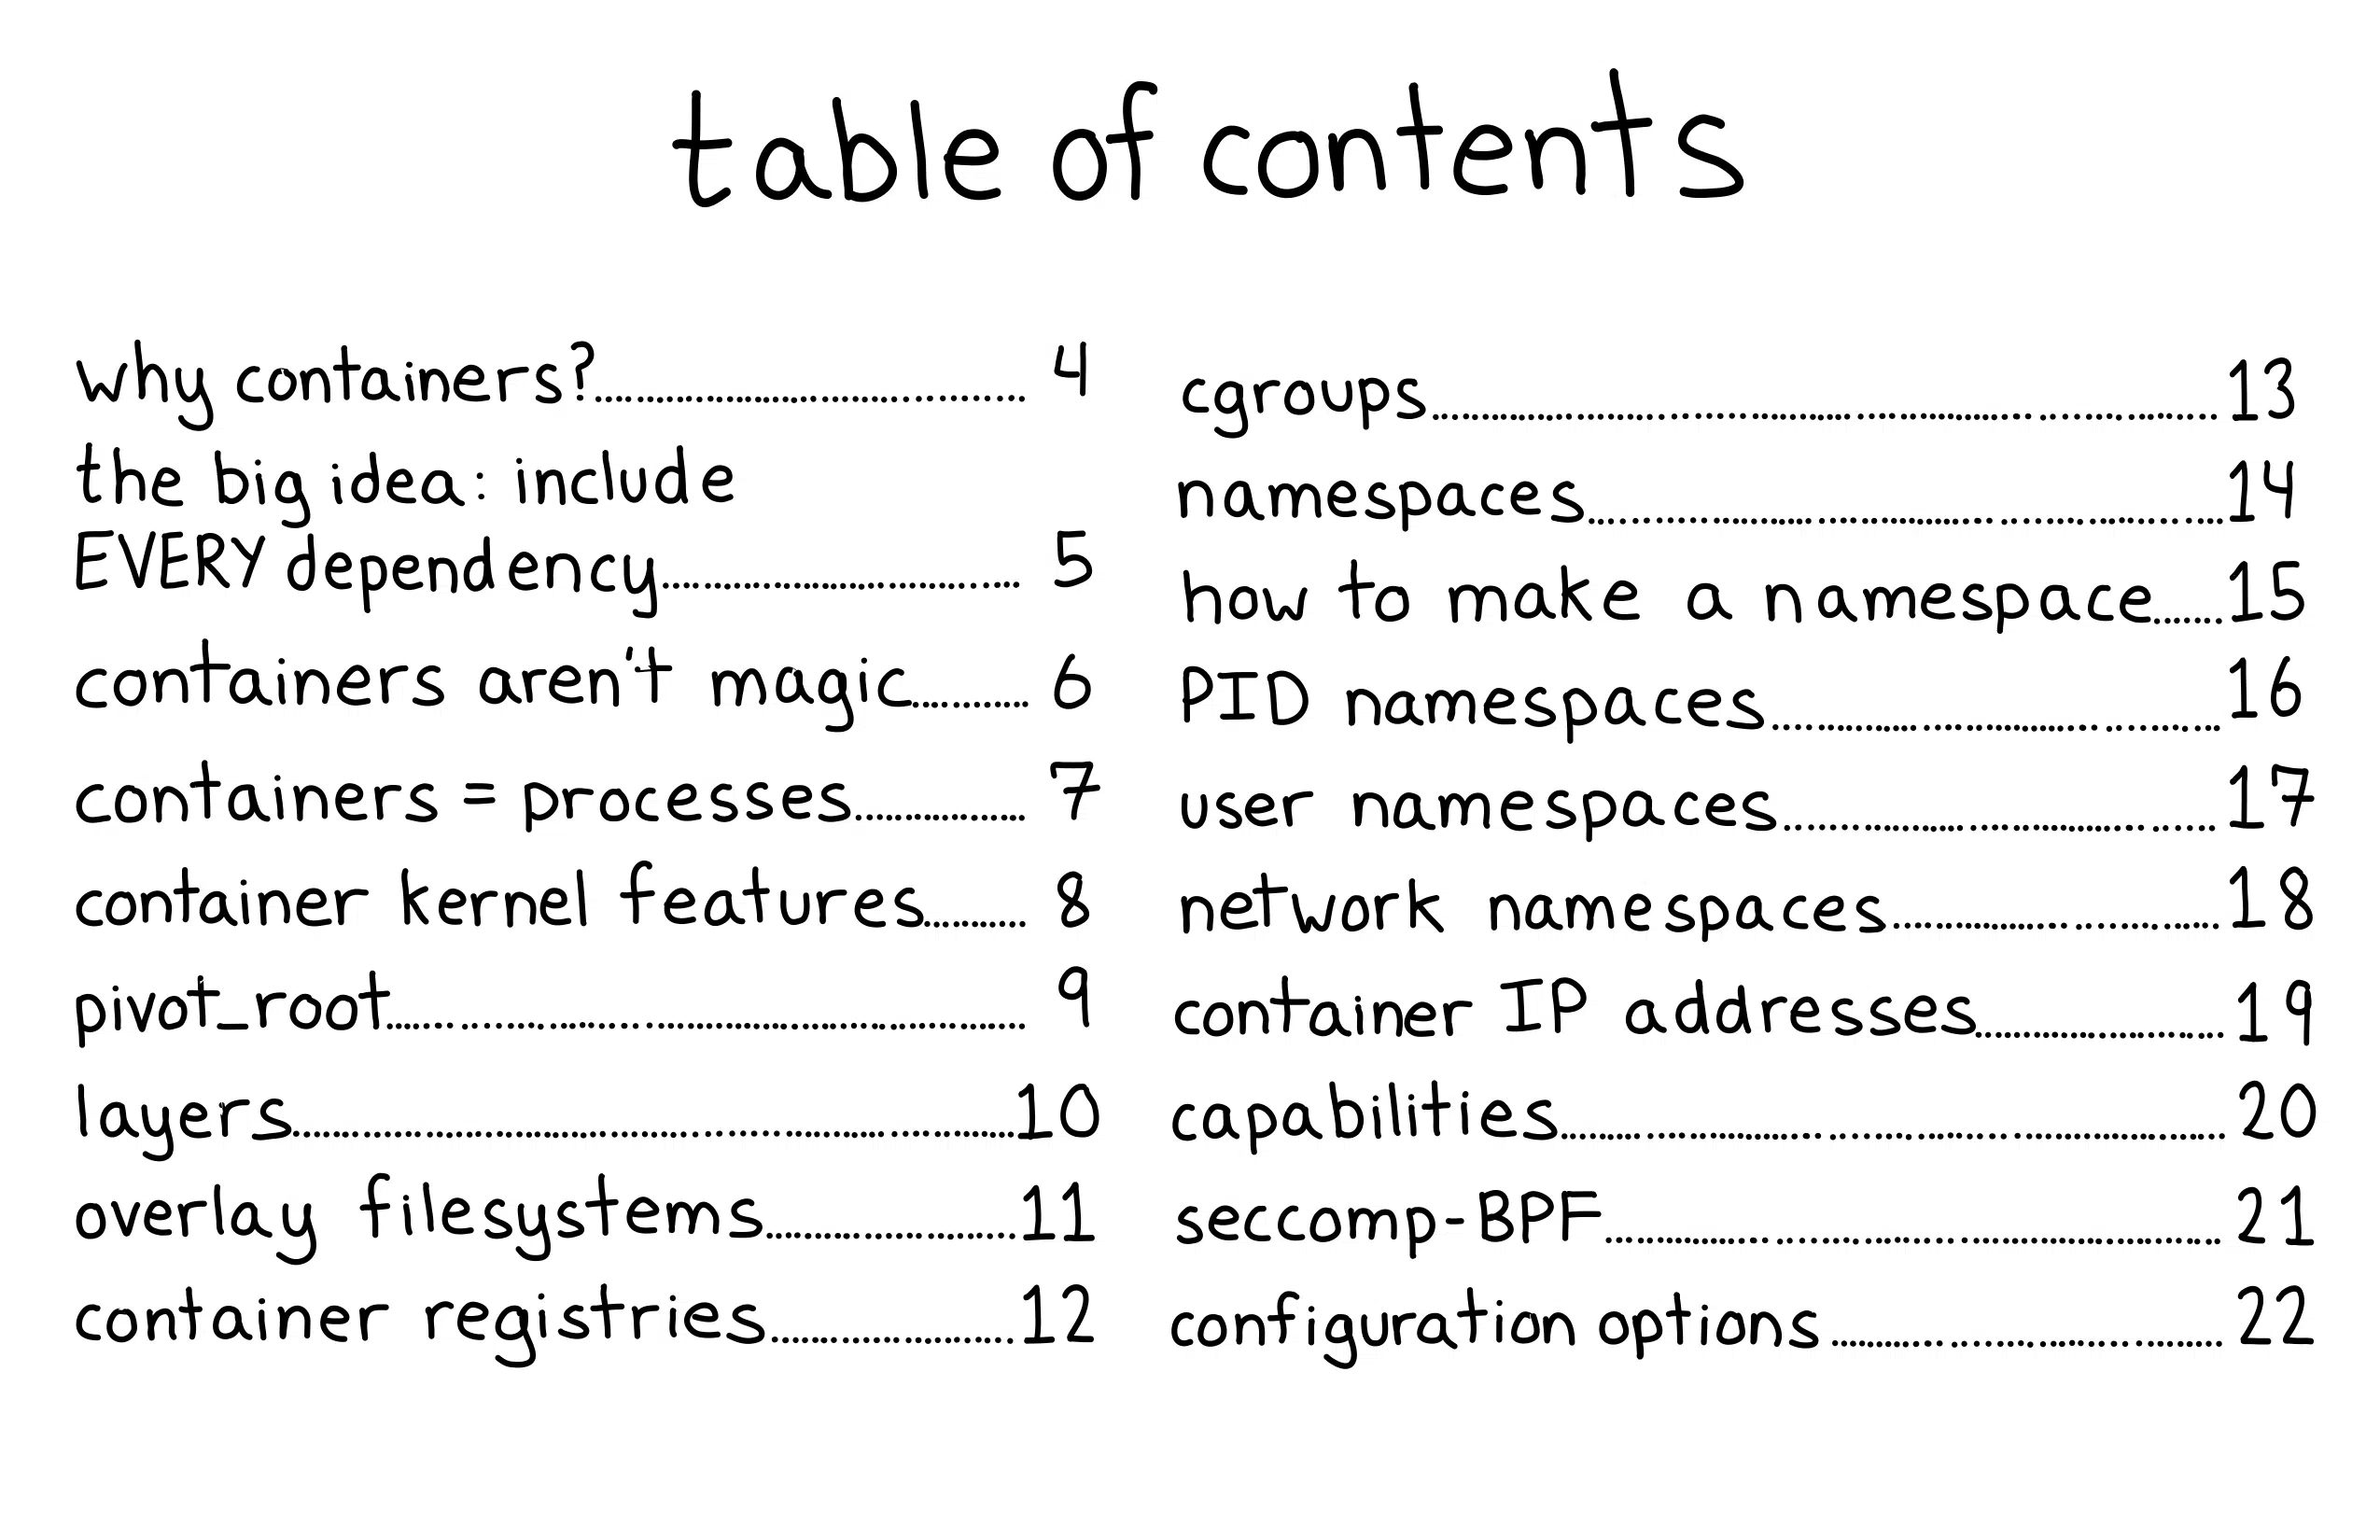 table of contents
why containers?.......... 4
the big idea: include
EVERY dependency.......... 5
containers aren't magic.......... 6
containers = processes.......... 7
container kernel features.......... 8
pivot_root.......... 9
layers.......... 10
overlay filesystems.......... 11
container registries.......... 12
cgroups.......... 13
namespaces.......... 14
how to make a namespace.......... 15
PID namespaces.......... 16
user namespaces.......... 17
network namespaces.......... 18
container IP addresses.......... 19
capabilities.......... 20
seccomp-BPF.......... 21
configuration options.......... 22